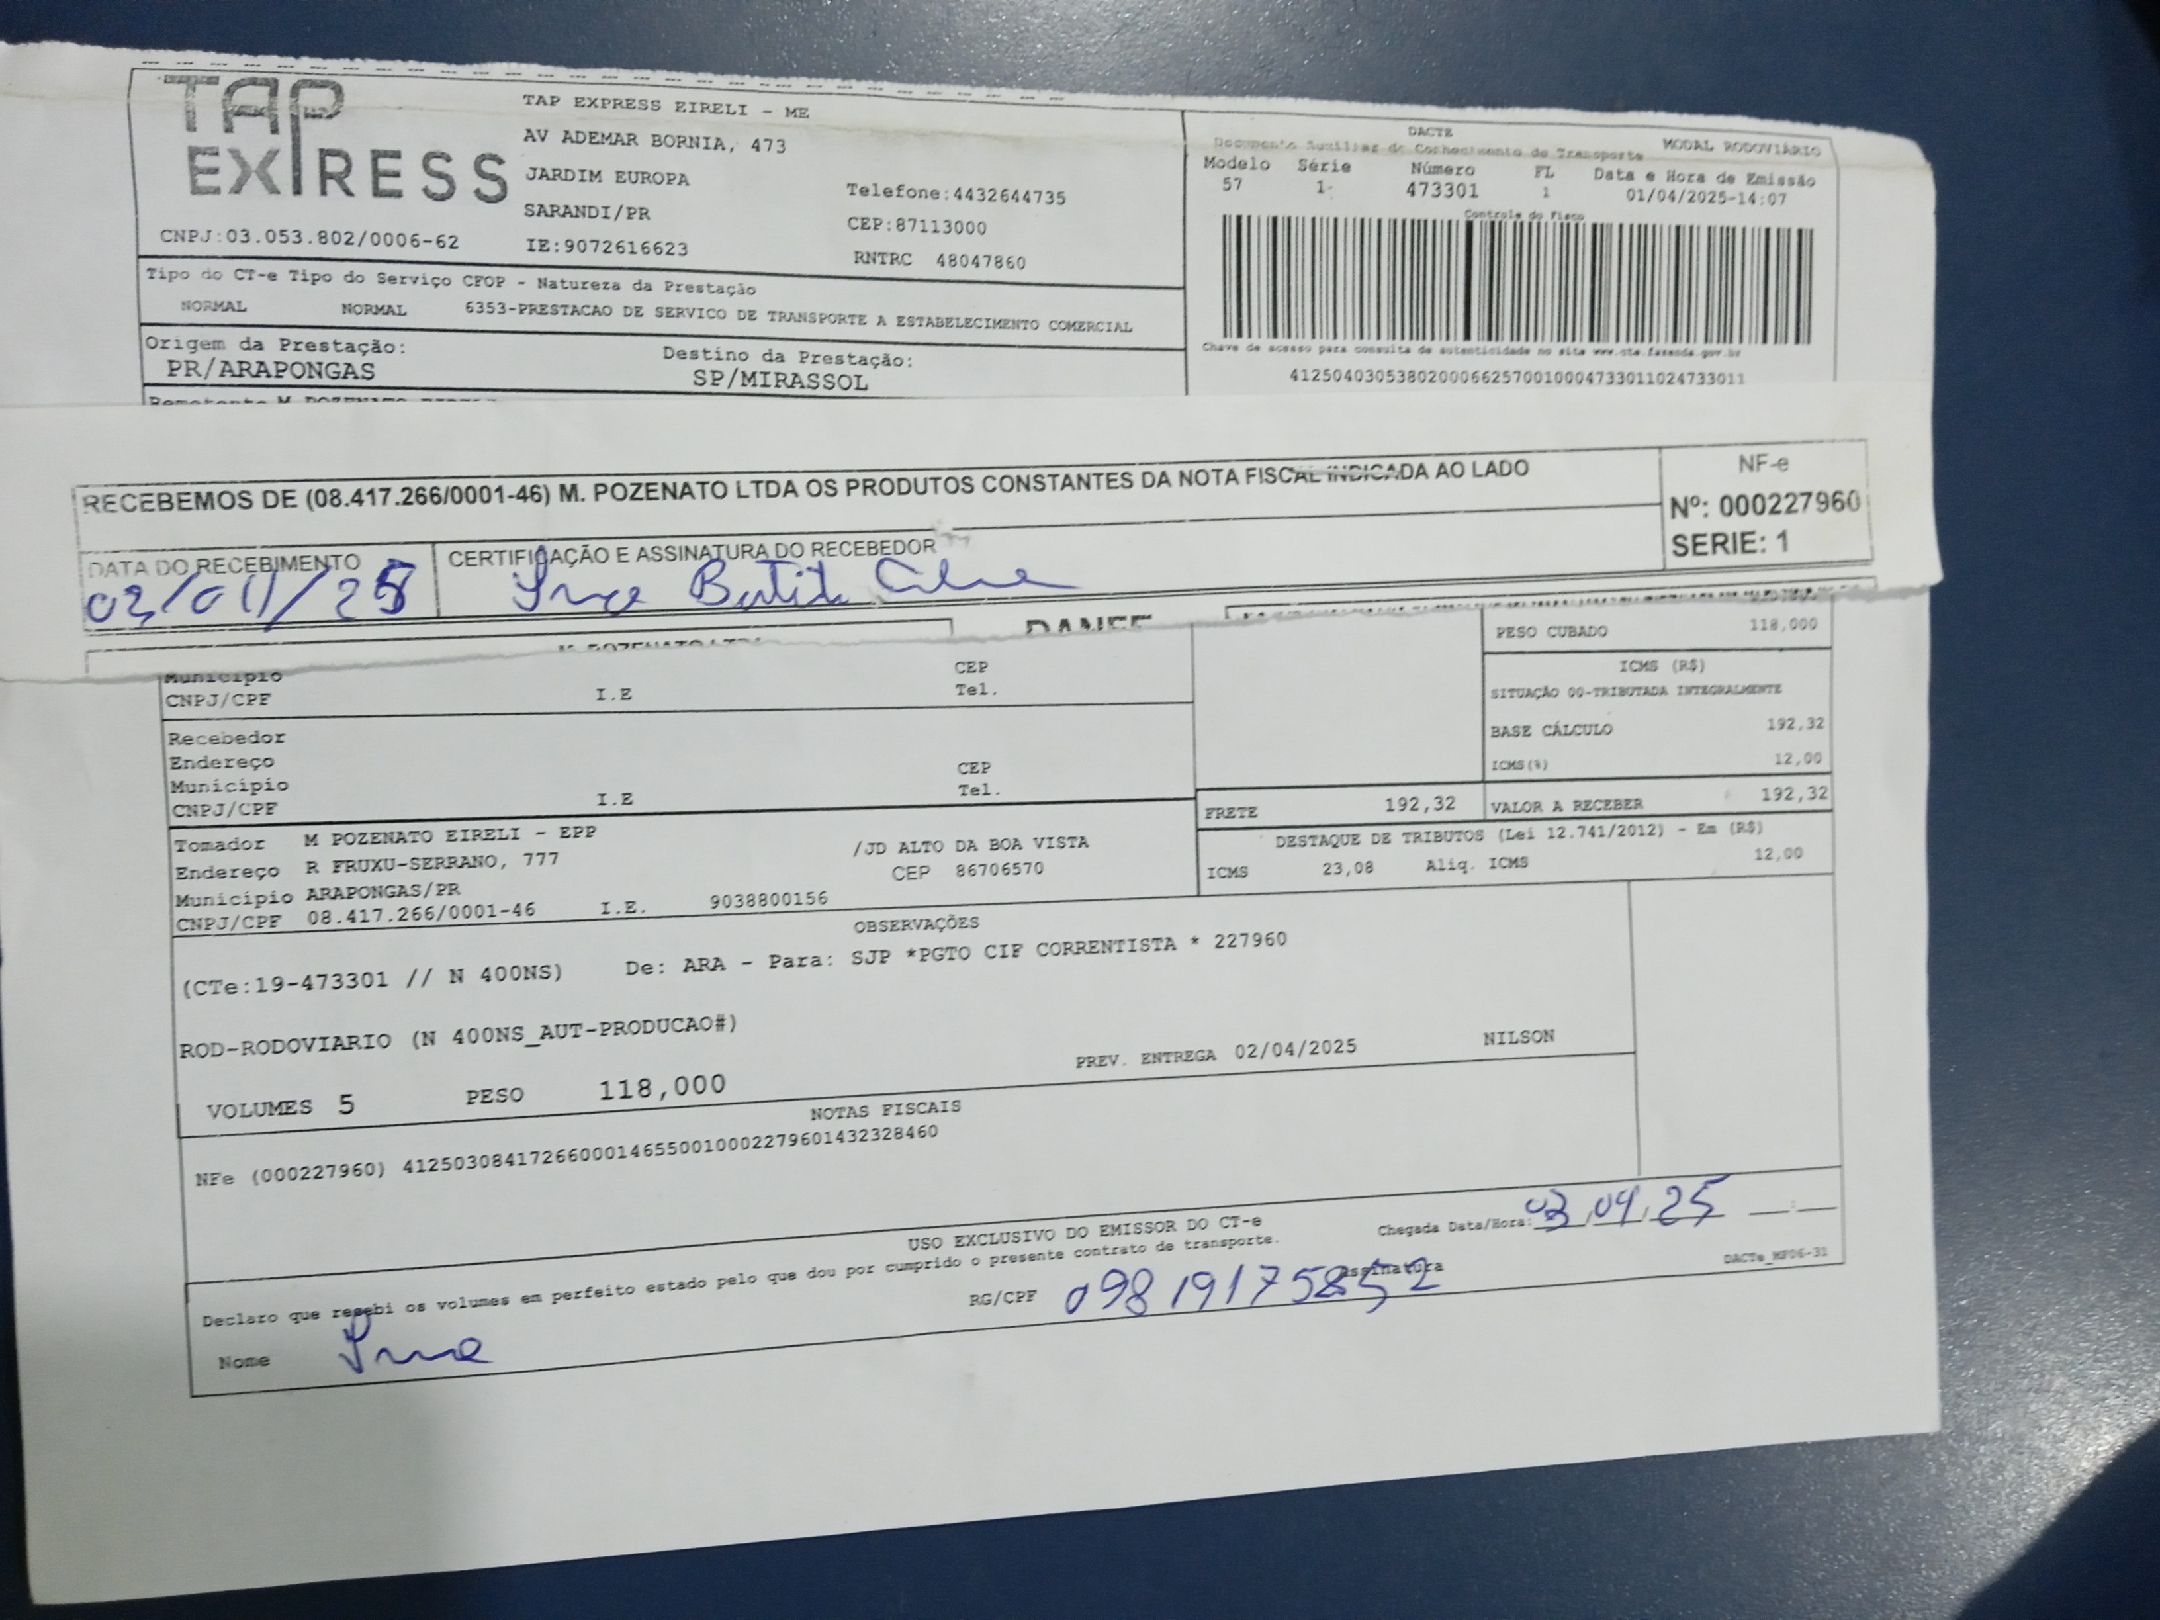 TAP
EXPRESS
TAP EXPRESS EIRELI - ME
AV ADEMAR BORNIA, 473
JARDIM EUROPA
SARANDI/PR
IE:9072616623
Telefone:4432644735
CEP:87113000
RNTRC 48047860
CNPJ:03.053.802/0006-62
DACTE
Documento Auxiliar do Conhecimento de Transporte
MODAL RODOVIÁRIO
Modelo Série Número FL Data e Hora de Emissão
57 1 473301 1 01/04/2025-14:07
Controle do Fisco
Chave de acesso para consulta de autenticidade no site www.cte.fazenda.gov.br
41250403053802000662570010004733011024733011
Tipo do CT-e Tipo do Serviço CFOP - Natureza da Prestação
NORMAL NORMAL 6353-PRESTACAO DE SERVICO DE TRANSPORTE A ESTABELECIMENTO COMERCIAL
Origem da Prestação: Destino da Prestação:
PR/ARAPONGAS SP/MIRASSOL
Remetente M POZENATO
RECEBEMOS DE (08.417.266/0001-46) M. POZENATO LTDA OS PRODUTOS CONSTANTES DA NOTA FISCAL INDICADA AO LADO
NF-e
Nº: 000227960
SERIE: 1
DATA DO RECEBIMENTO CERTIFICAÇÃO E ASSINATURA DO RECEBEDOR
/25
DANFE
M. POZENATO LTDA
PESO CUBADO 118,000
Município CEP
CNPJ/CPF I.E Tel.
ICMS (R$)
SITUAÇÃO 00-TRIBUTADA INTEGRALMENTE
BASE CÁLCULO 192,32
ICMS(%) 12,00
Recebedor
Endereço
Município CEP
CNPJ/CPF I.E Tel.
FRETE 192,32 VALOR A RECEBER 192,32
DESTAQUE DE TRIBUTOS (Lei 12.741/2012) - Em (R$)
ICMS 23,08 Aliq. ICMS 12,00
Tomador M POZENATO EIRELI - EPP
Endereço R FRUXU-SERRANO, 777 /JD ALTO DA BOA VISTA
Município ARAPONGAS/PR CEP 86706570
CNPJ/CPF 08.417.266/0001-46 I.E. 9038800156
OBSERVAÇÕES
(CTe:19-473301 // N 400NS) De: ARA - Para: SJP *PGTO CIF CORRENTISTA * 227960
ROD-RODOVIARIO (N 400NS_AUT-PRODUCAO#)
PREV. ENTREGA 02/04/2025 NILSON
VOLUMES 5 PESO 118,000
NOTAS FISCAIS
NFe (000227960) 41250308417266000146550010002279601432328460
USO EXCLUSIVO DO EMISSOR DO CT-e
Chegada Data/Hora: 03/04/25
Declaro que recebi os volumes em perfeito estado pelo que dou por cumprido o presente contrato de transporte.
DACTe_MF06-31
Nome
RG/CPF 09819175852
Assinatura